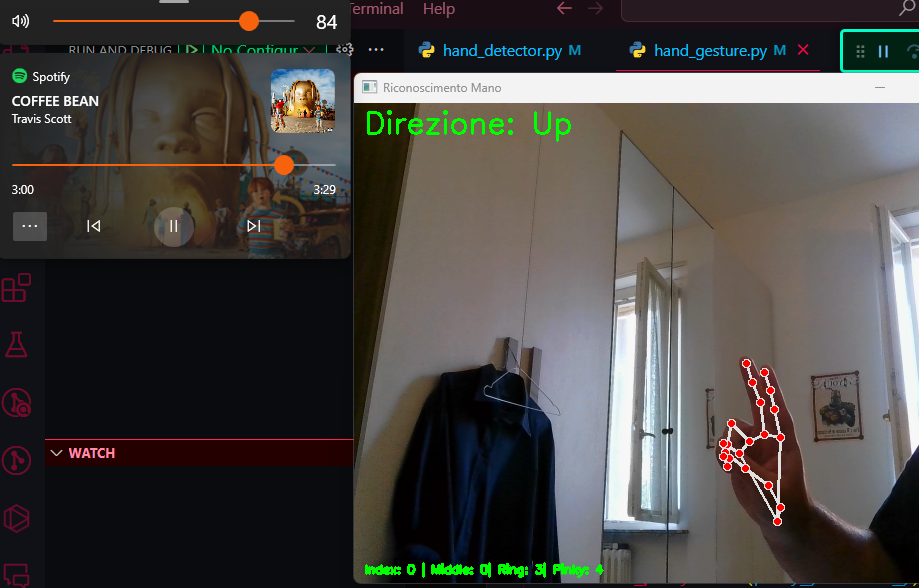 84
Terminal Help
RUN AND DEBUG No Configur
hand_detector.py M
hand_gesture.py M
Spotify
COFFEE BEAN
Travis Scott
3:00
3:29
Riconoscimento Mano
Direzione: Up
WATCH
Index: 0 | Middle: 0| Ring: 3| Pinky: 4